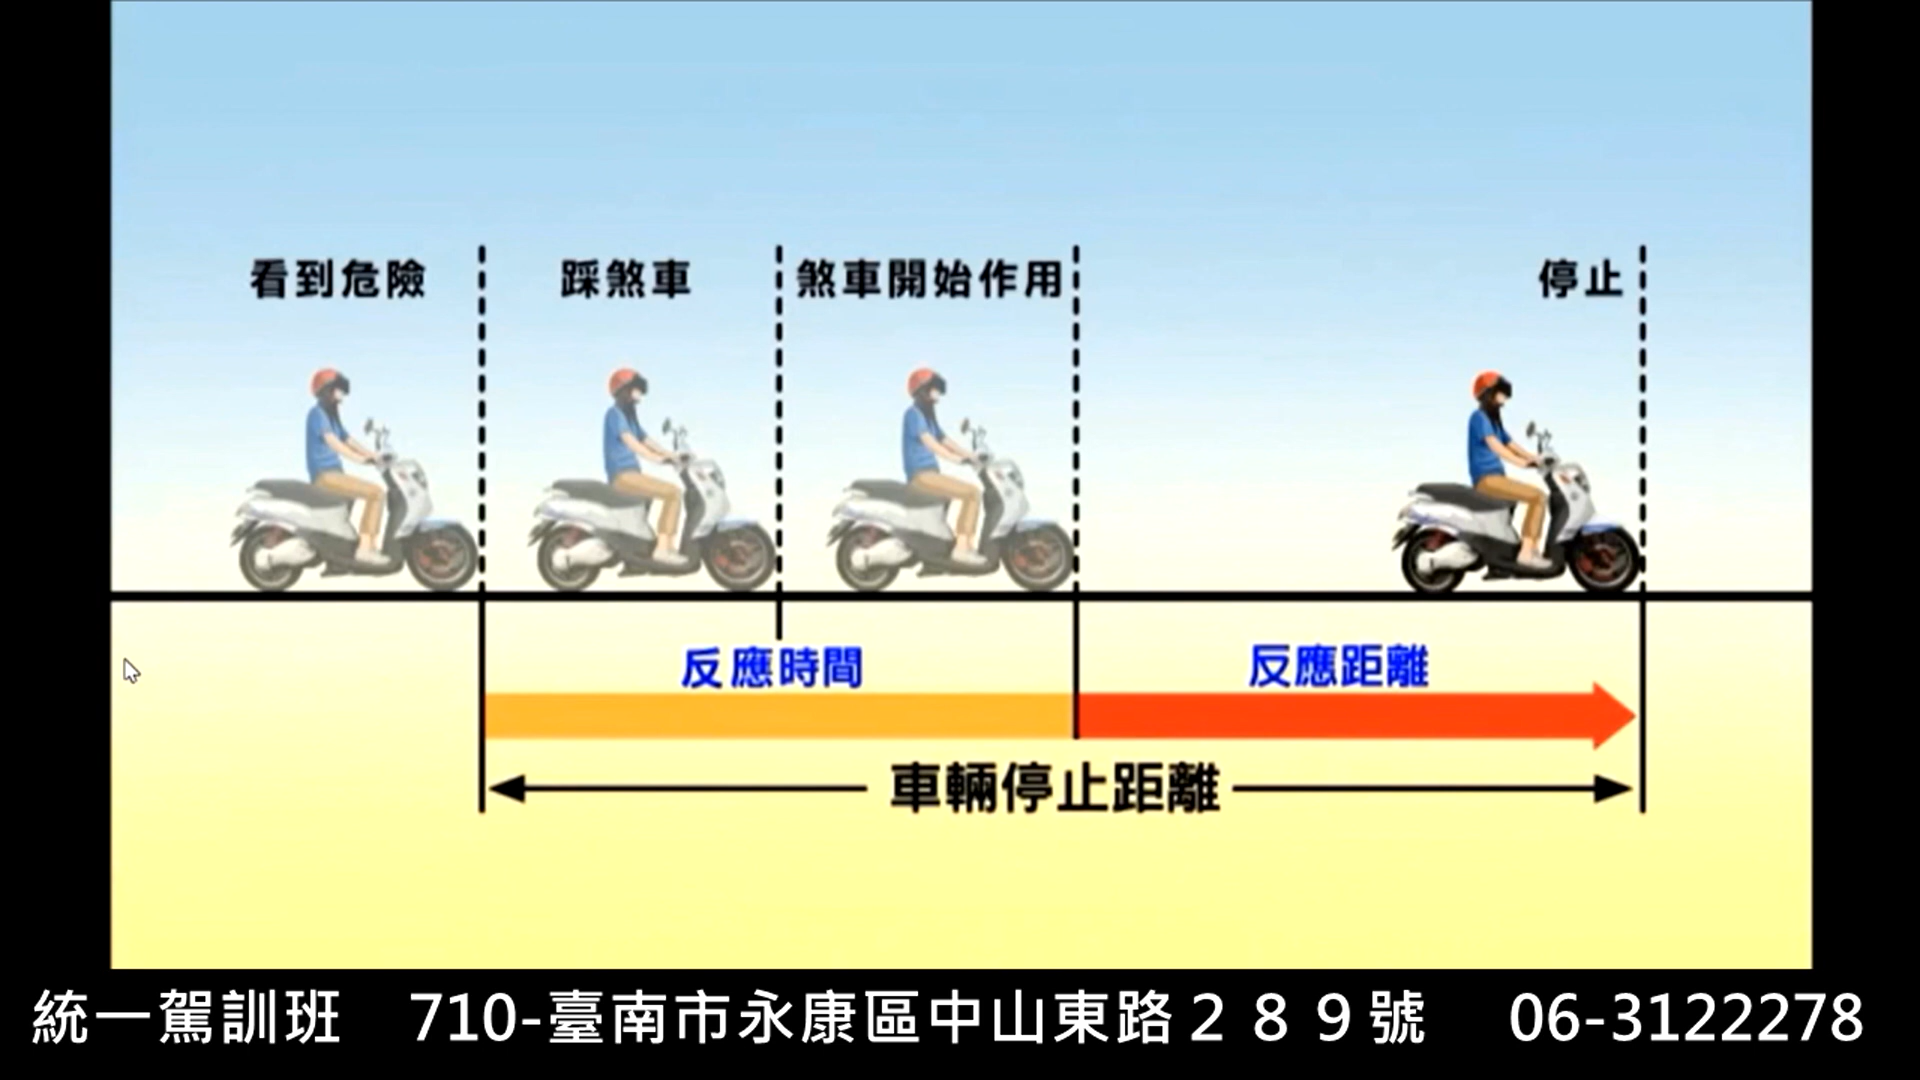 看到危險
踩煞車
煞車開始作用
停止
反應時間
反應距離
車輛停止距離
統一駕訓班 710-臺南市永康區中山東路２８９號 06-3122278